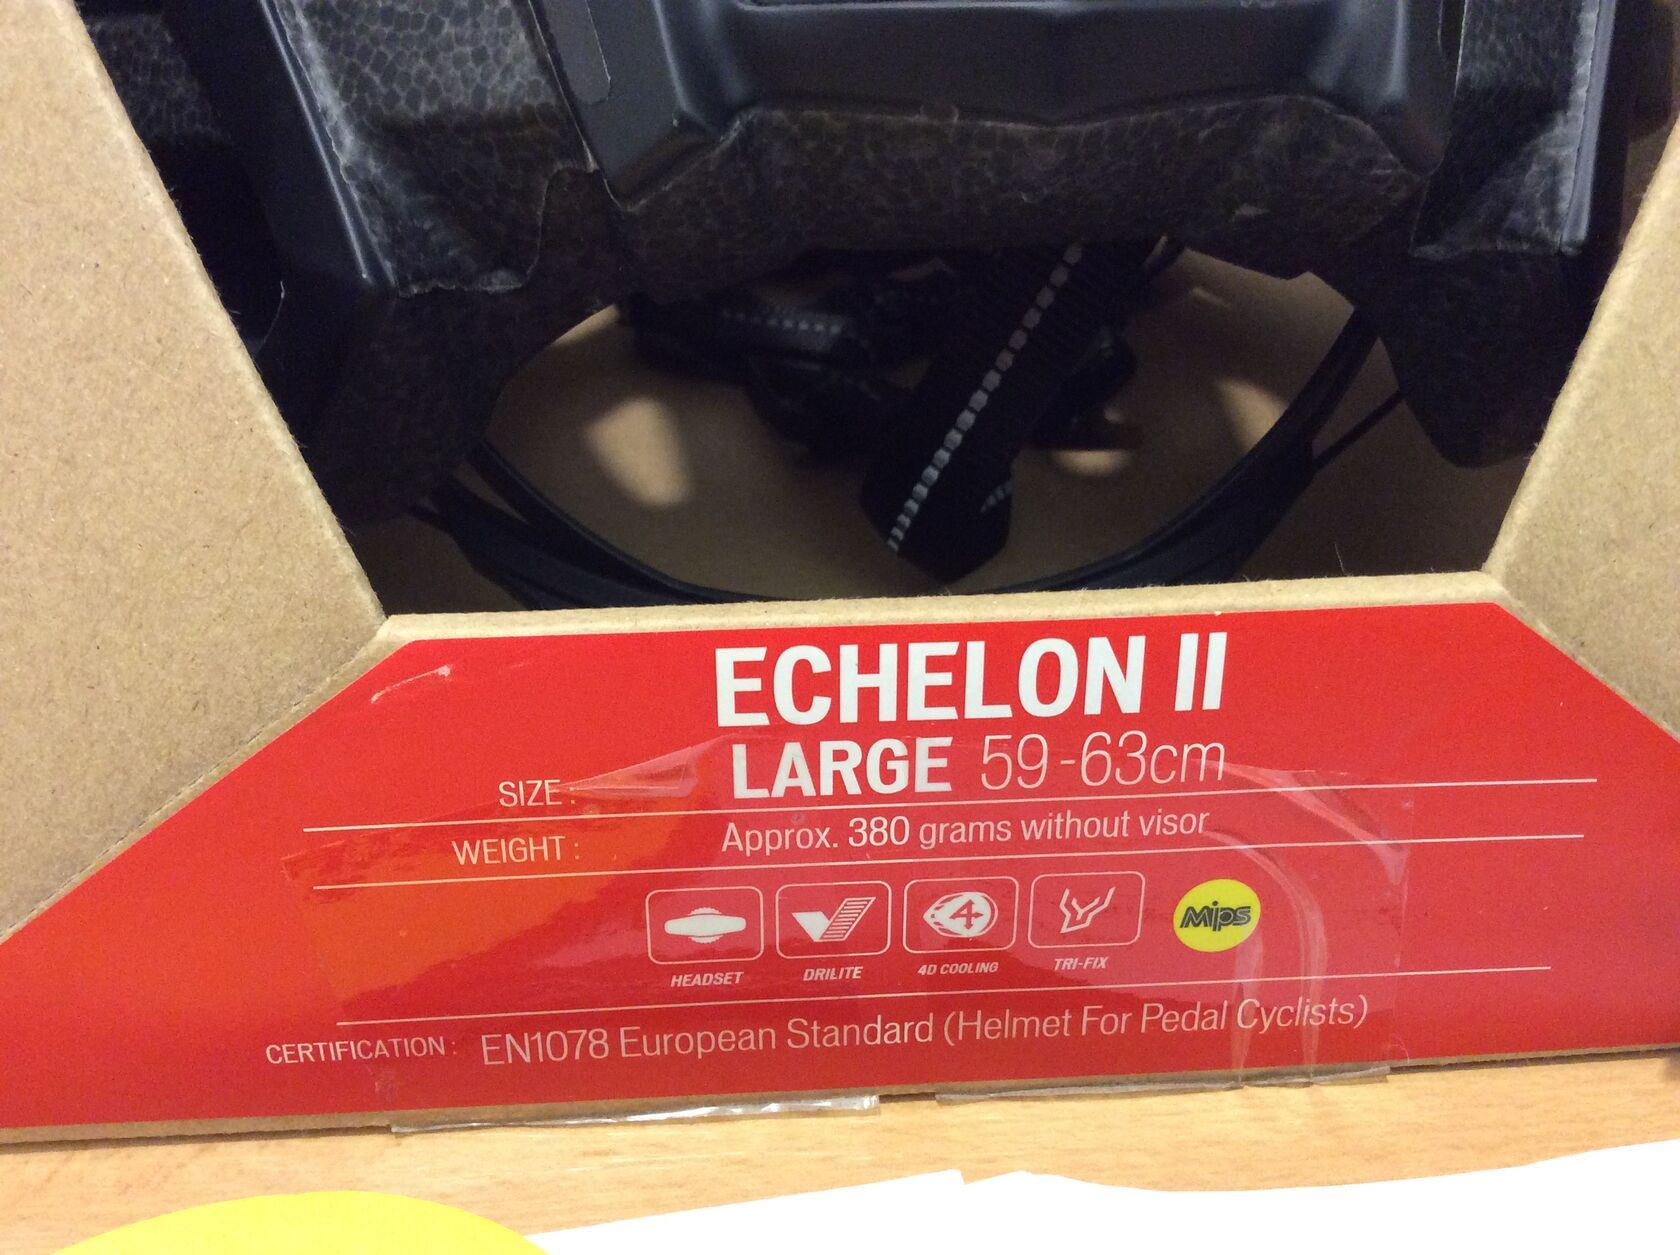 ECHELON II
SIZE : LARGE 59-63cm
WEIGHT : Approx. 380 grams without visor
HEADSET DRILITE 4D COOLING TRI-FIX Mips
CERTIFICATION : EN1078 European Standard (Helmet For Pedal Cyclists)